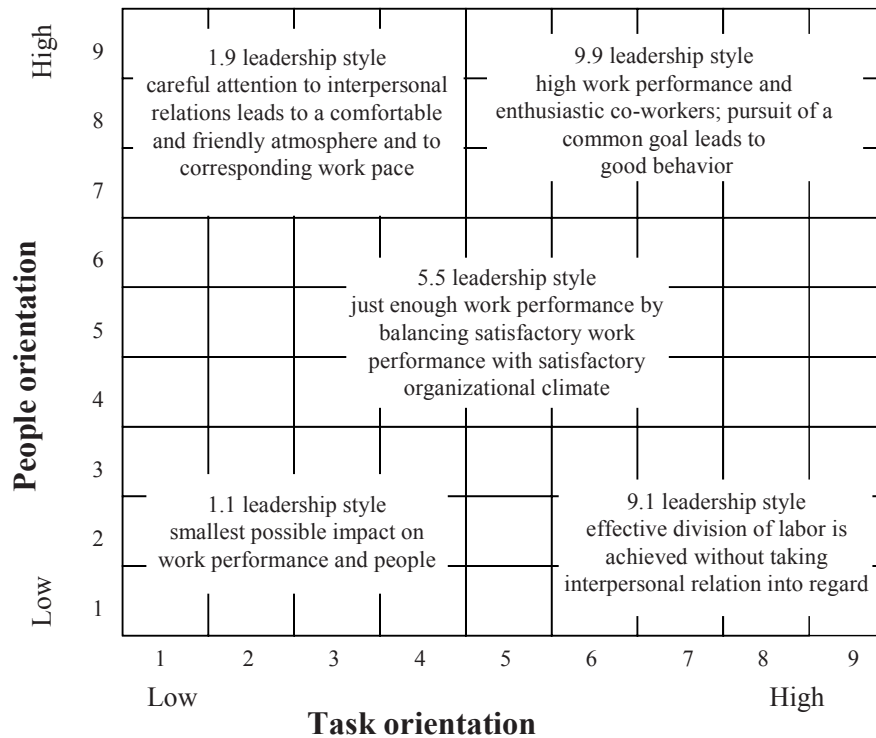 High
9
8
7
6
5
4
3
2
1
Low
People orientation
1.9 leadership style
careful attention to interpersonal
relations leads to a comfortable
and friendly atmosphere and to
corresponding work pace
9.9 leadership style
high work performance and
enthusiastic co-workers; pursuit of a
common goal leads to
good behavior
5.5 leadership style
just enough work performance by
balancing satisfactory work
performance with satisfactory
organizational climate
1.1 leadership style
smallest possible impact on
work performance and people
9.1 leadership style
effective division of labor is
achieved without taking
interpersonal relation into regard
1 2 3 4 5 6 7 8 9
Low High
Task orientation